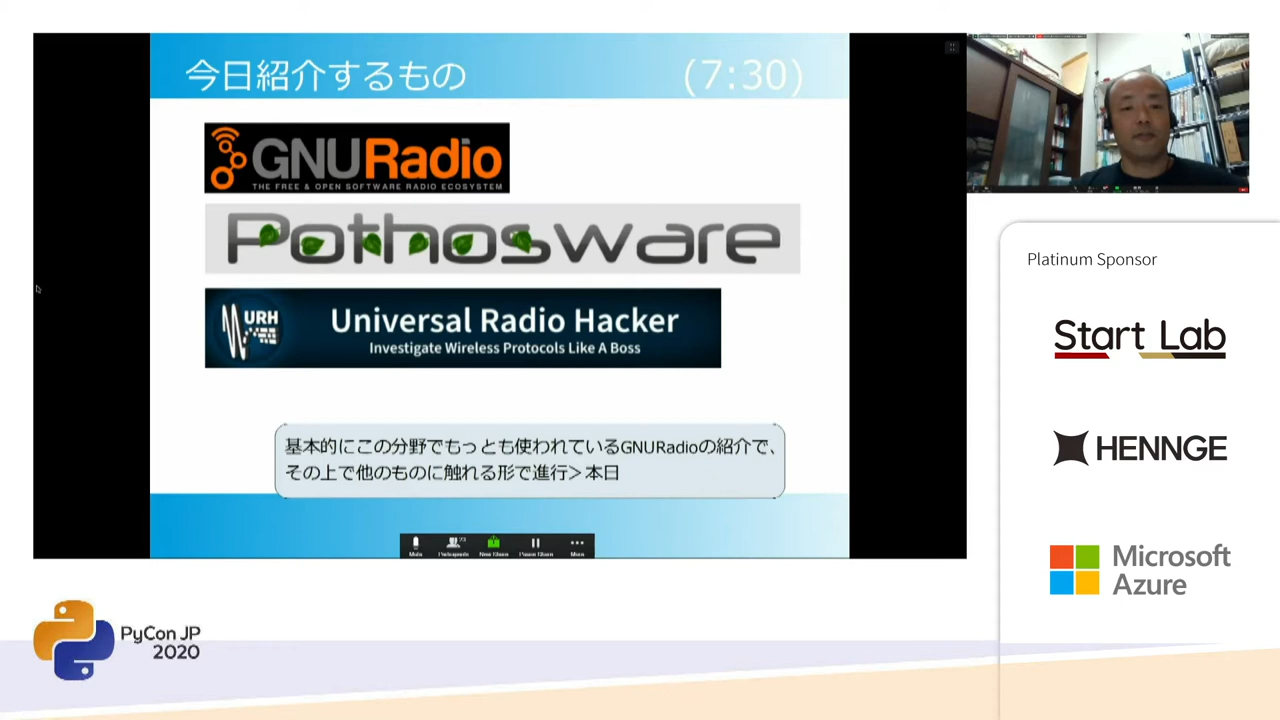 今日紹介するもの (7:30)
GNURadio
THE FREE & OPEN SOFTWARE RADIO ECOSYSTEM
Pothosware
URH
Universal Radio Hacker
Investigate Wireless Protocols Like A Boss
基本的にこの分野でもっとも使われているGNURadioの紹介で、
その上で他のものに触れる形で進行＞本日
Mute Participants New Share Pause Share More
Platinum Sponsor
Start Lab
HENNGE
Microsoft
Azure
PyCon JP
2020